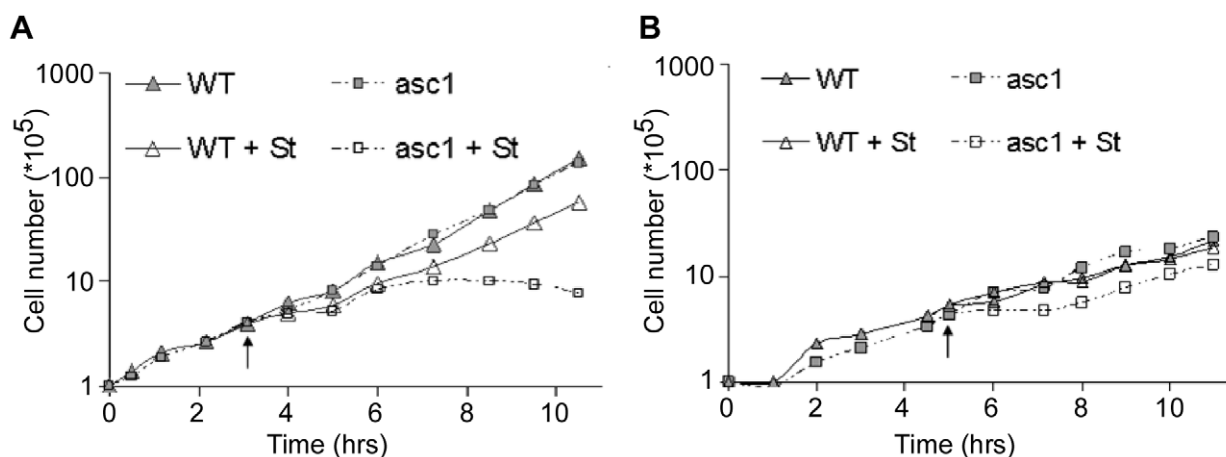 A
Cell number (*10⁵)
1000
100
10
1
WT
asc1
WT + St
asc1 + St
0
2
4
6
8
10
Time (hrs)
B
Cell number (*10⁵)
1000
100
10
1
WT
asc1
WT + St
asc1 + St
0
2
4
6
8
10
Time (hrs)